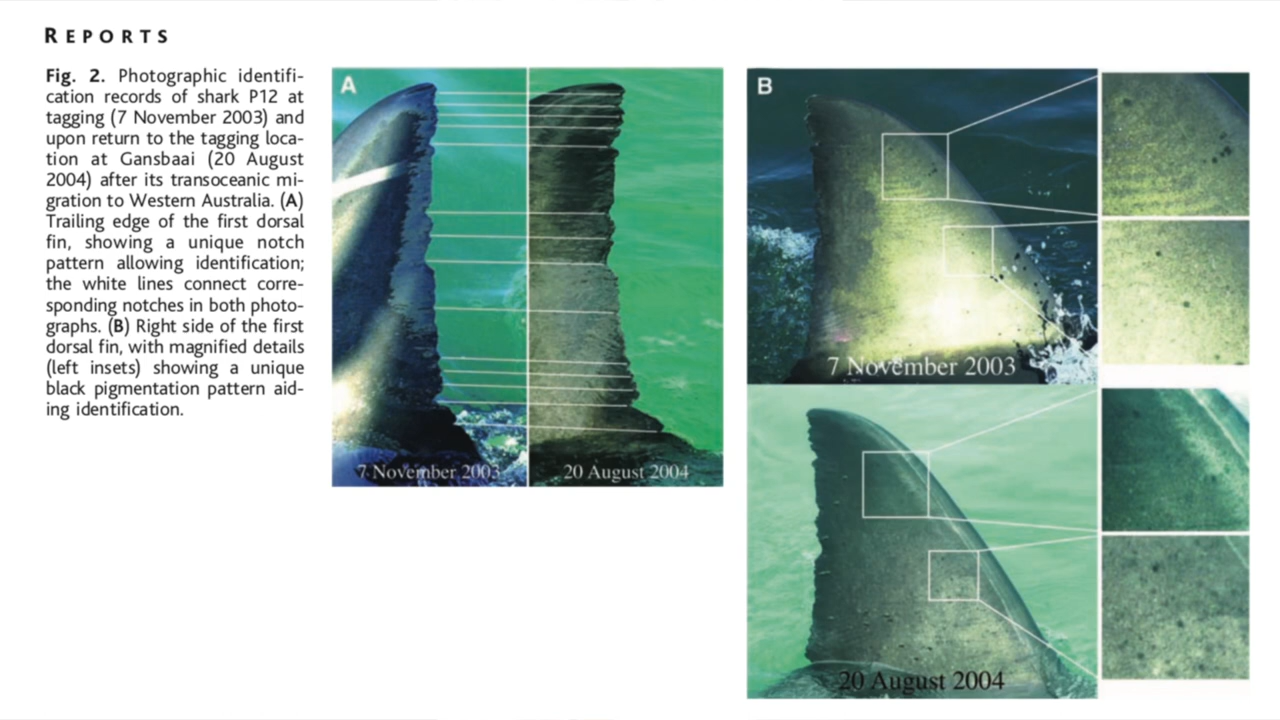 REPORTS
Fig. 2. Photographic identifi-
cation records of shark P12 at
tagging (7 November 2003) and
upon return to the tagging loca-
tion at Gansbaai (20 August
2004) after its transoceanic mi-
gration to Western Australia. (A)
Trailing edge of the first dorsal
fin, showing a unique notch
pattern allowing identification;
the white lines connect corre-
sponding notches in both photo-
graphs. (B) Right side of the first
dorsal fin, with magnified details
(left insets) showing a unique
black pigmentation pattern aid-
ing identification.
A
7 November 2003
20 August 2004
B
7 November 2003
20 August 2004